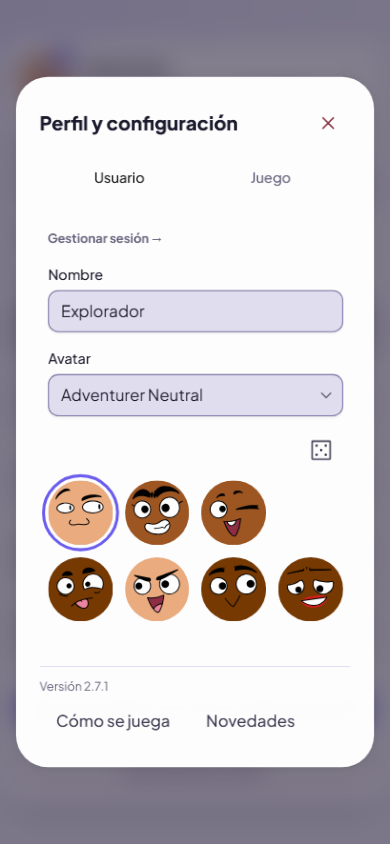 Perfil y configuración
Usuario
Juego
Gestionar sesión →
Nombre
Explorador
Avatar
Adventurer Neutral
Versión 2.7.1
Cómo se juega
Novedades